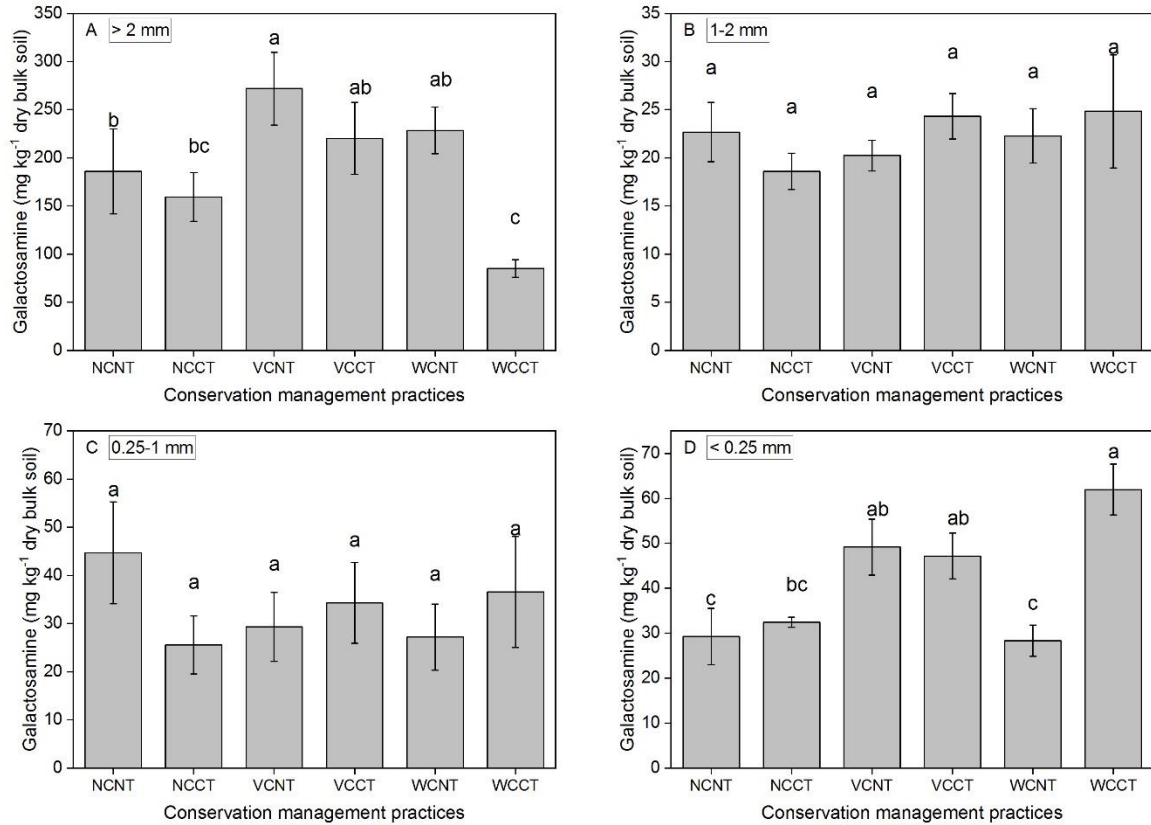 A > 2 mm
Galactosamine (mg kg-1 dry bulk soil)
350
300
250
200
150
100
50
0
b
bc
a
ab
ab
c
NCNT NCCT VCNT VCCT WCNT WCCT
Conservation management practices
B 1-2 mm
Galactosamine (mg kg-1 dry bulk soil)
35
30
25
20
15
10
5
0
a
a
a
a
a
a
NCNT NCCT VCNT VCCT WCNT WCCT
Conservation management practices
C 0.25-1 mm
Galactosamine (mg kg-1 dry bulk soil)
70
60
50
40
30
20
10
0
a
a
a
a
a
a
NCNT NCCT VCNT VCCT WCNT WCCT
Conservation management practices
D < 0.25 mm
Galactosamine (mg kg-1 dry bulk soil)
70
60
50
40
30
20
10
0
c
bc
ab
ab
c
a
NCNT NCCT VCNT VCCT WCNT WCCT
Conservation management practices